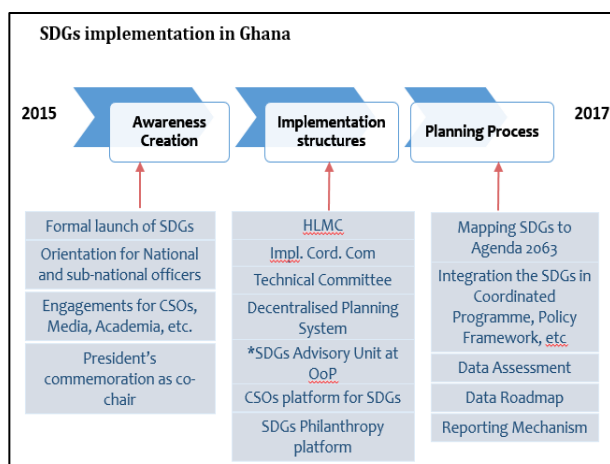 SDGs implementation in Ghana
2015
2017
Awareness
Creation
Implementation
structures
Planning Process
Formal launch of SDGs
Orientation for National
and sub-national officers
Engagements for CSOs,
Media, Academia, etc.
President's
commemoration as co-
chair
HLMC
Impl. Cord. Com
Technical Committee
Decentralised Planning
System
*SDGs Advisory Unit at
OoP
CSOs platform for SDGs
SDGs Philanthropy
platform
Mapping SDGs to
Agenda 2063
Integration the SDGs in
Coordinated
Programme, Policy
Framework, etc
Data Assessment
Data Roadmap
Reporting Mechanism